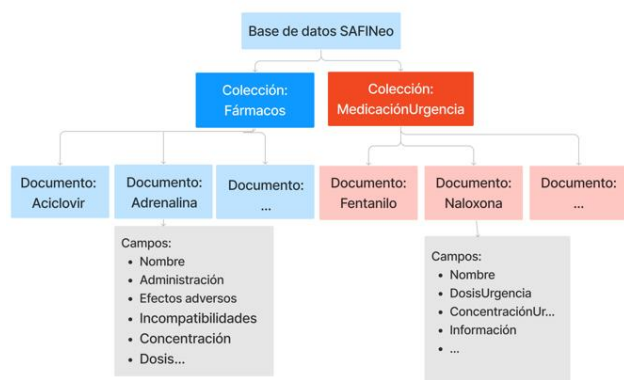 Base de datos SAFINeo
Colección:
Fármacos
Colección:
MedicaciónUrgencia
Documento:
Aciclovir
Documento:
Adrenalina
Documento:
...
Documento:
Fentanilo
Documento:
Naloxona
Documento:
...
Campos:
• Nombre
• Administración
• Efectos adversos
• Incompatibilidades
• Concentración
• Dosis...
Campos:
• Nombre
• DosisUrgencia
• ConcentraciónUr...
• Información
• ...